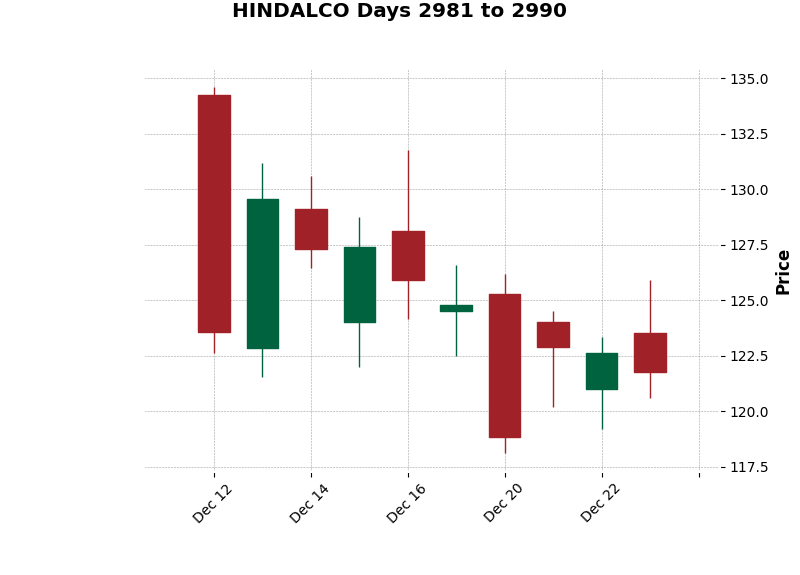 HINDALCO Days 2981 to 2990
135.0
132.5
130.0
127.5
125.0
122.5
120.0
117.5
Price
Dec 12
Dec 14
Dec 16
Dec 20
Dec 22